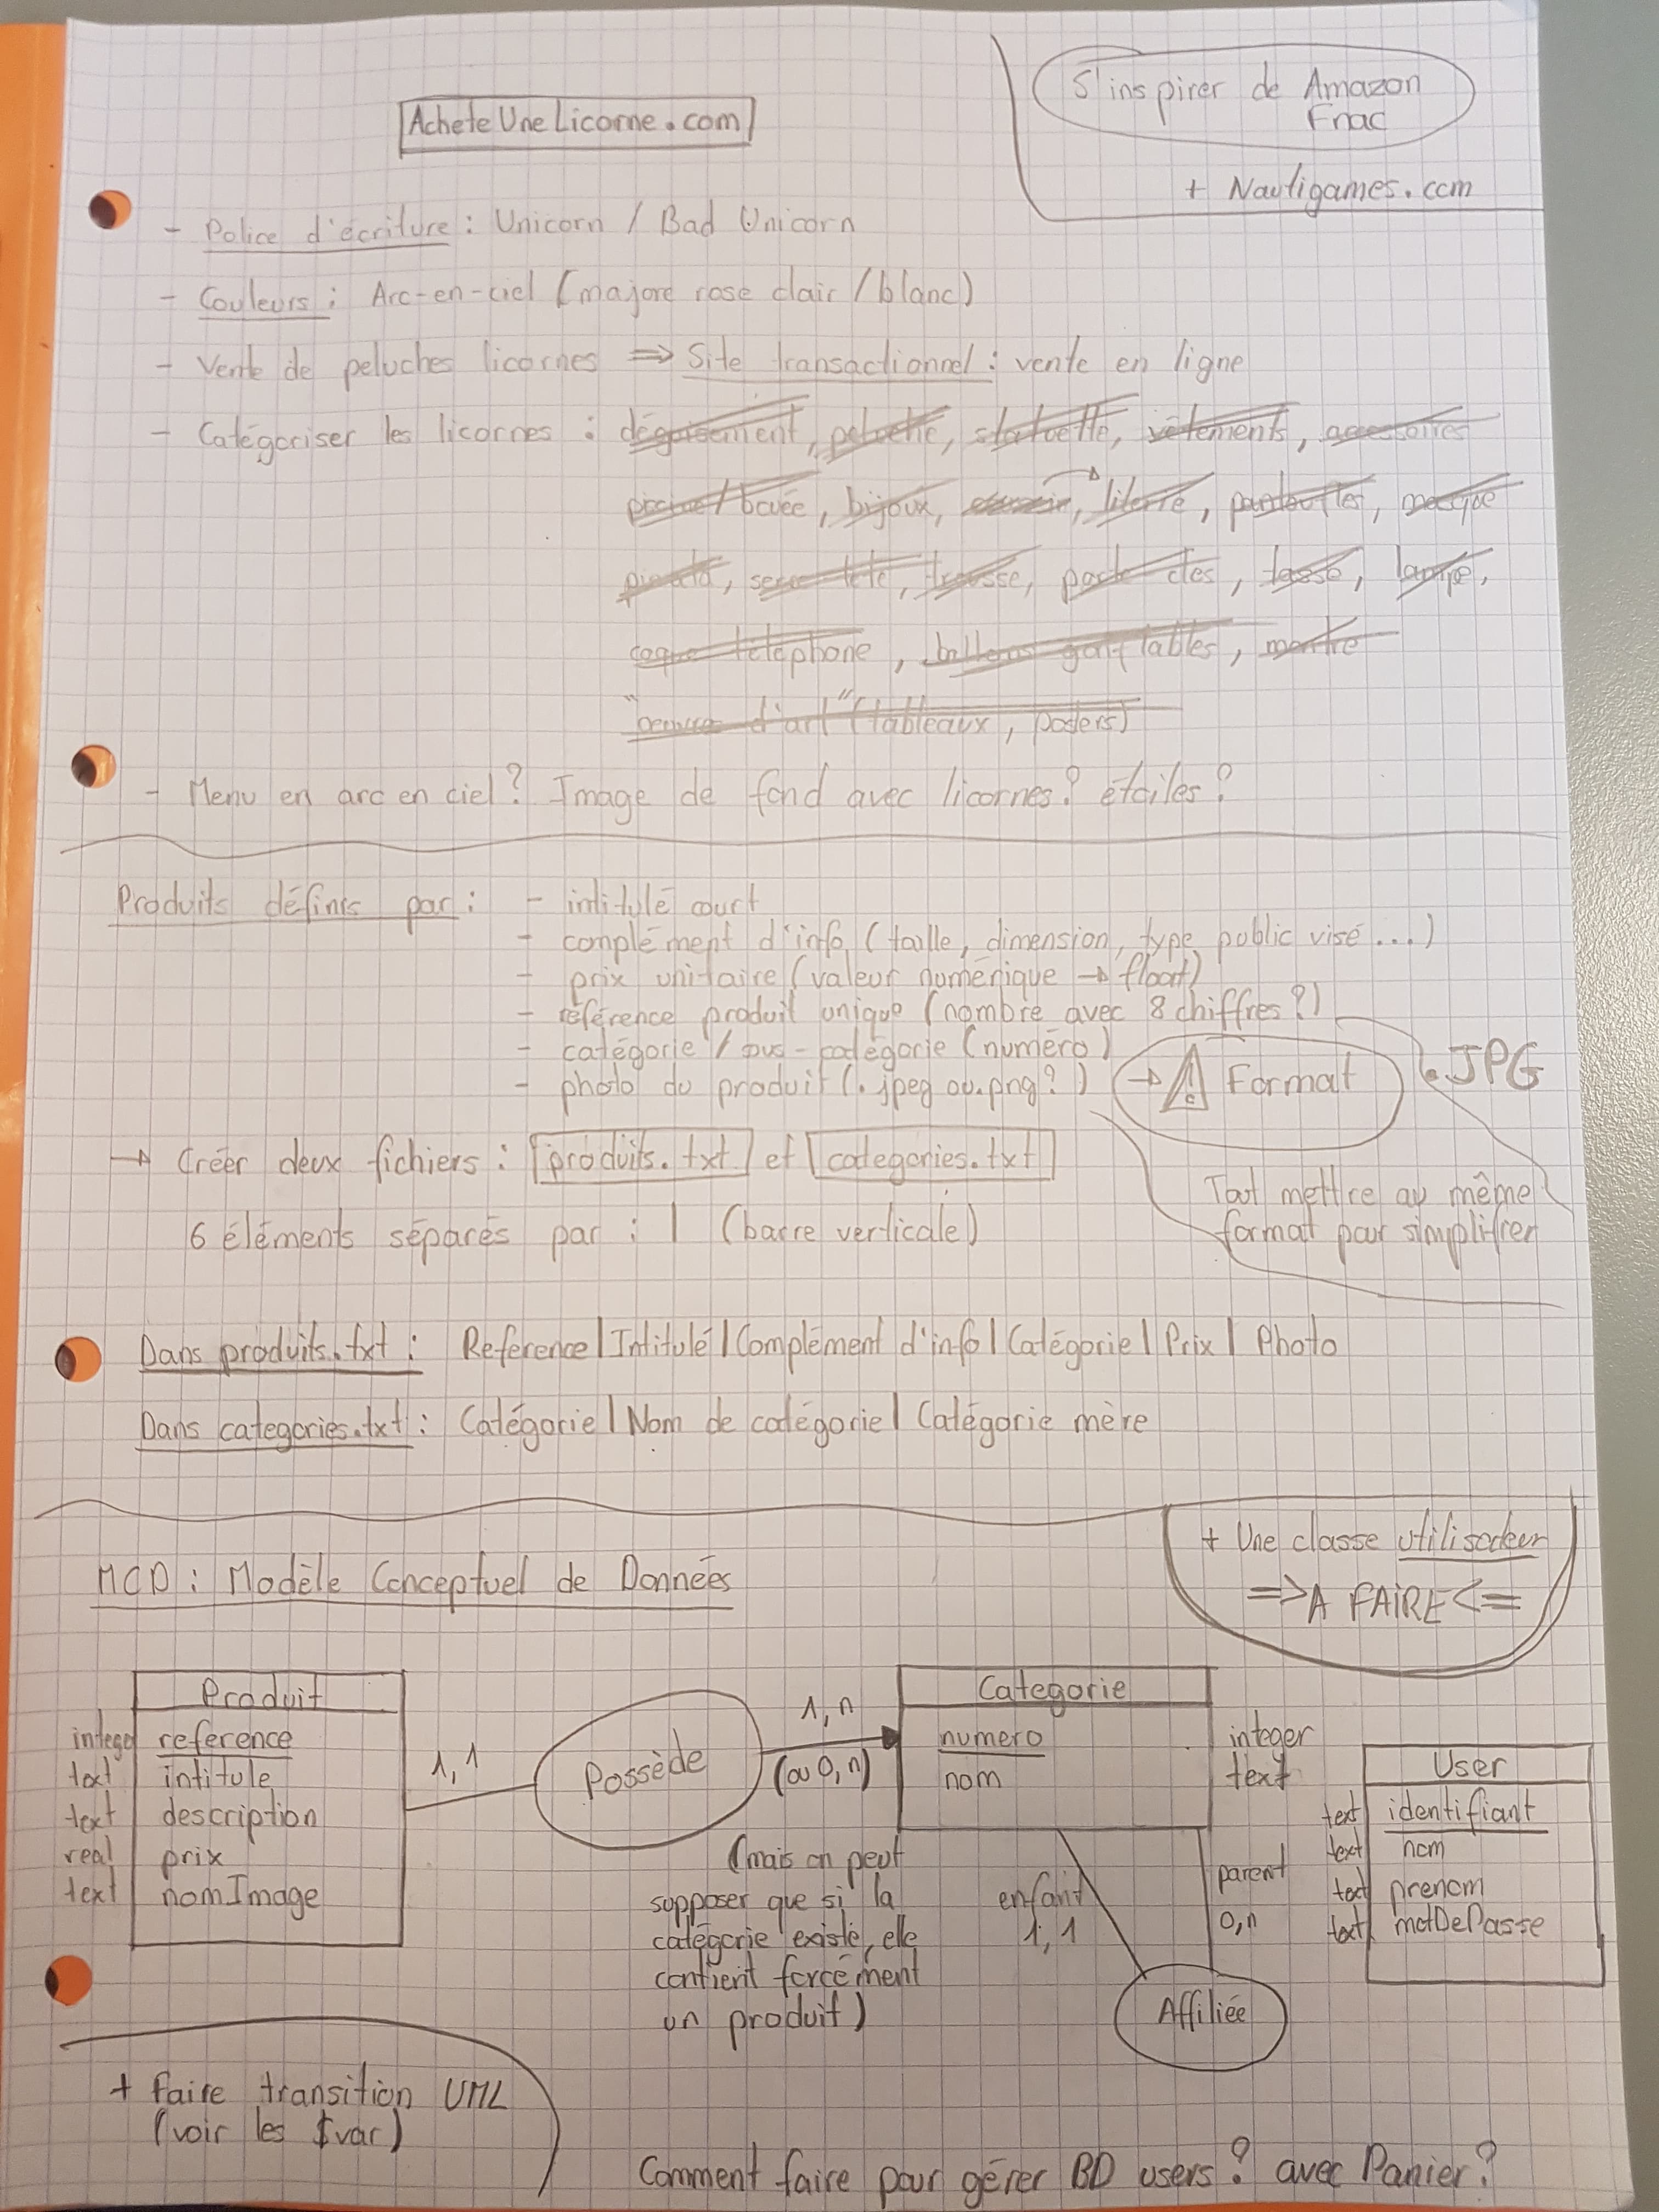 AcheteUneLicorne.com
S'inspirer de Amazon
Fnac
+ Nautigames.com
- Police d'écriture : Unicorn / Bad Unicorn
- Couleurs : Arc-en-ciel (majore rose clair / blanc)
- Vente de peluches licornes => Site transactionnel : vente en ligne
- Catégoriser les licornes : déguisement, peluche, statuette, vêtements, accessoires
piscine / bouée, bijoux, literie, pantoufles, masque
pinata, serre tête, trousse, porte clés, tasse, lampe,
coque téléphone, ballons gonflables, montre
"oeuvres d'art" (tableaux, posters)
- Menu en arc en ciel ? Image de fond avec licornes ? étoiles ?
Produits définis par : - intitulé court
- complément d'info (taille, dimension, type public visé...)
- prix unitaire (valeur numérique → float)
- référence produit unique (nombre avec 8 chiffres ?)
- catégorie / sous-catégorie (numéro)
- photo du produit (.jpeg ou .png ?) → Format .JPG
→ Créer deux fichiers : produits.txt et categories.txt
Tout mettre au même
format pour simplifier
6 éléments séparés par : | (barre verticale)
Dans produits.txt : Reference | Intitulé | Complément d'info | Catégorie | Prix | Photo
Dans categories.txt : Catégorie | Nom de catégorie | Catégorie mère
+ Une classe utilisateur
=> A FAIRE <=
MCD : Modèle Conceptuel de Données
Produit
integer reference
text intitule
text description
real prix
text nomImage
1,1
Possède
1,n
(ou 0,n)
Categorie
numero integer
nom text
(mais on peut
supposer que si la
catégorie existe, elle
contient forcément
un produit)
enfant
1,1
parent
0,n
Affiliée
User
text identifiant
text nom
text prenom
text motDePasse
+ Faire transition UML
(voir les $var)
Comment faire pour gérer BD users ? avec Panier ?